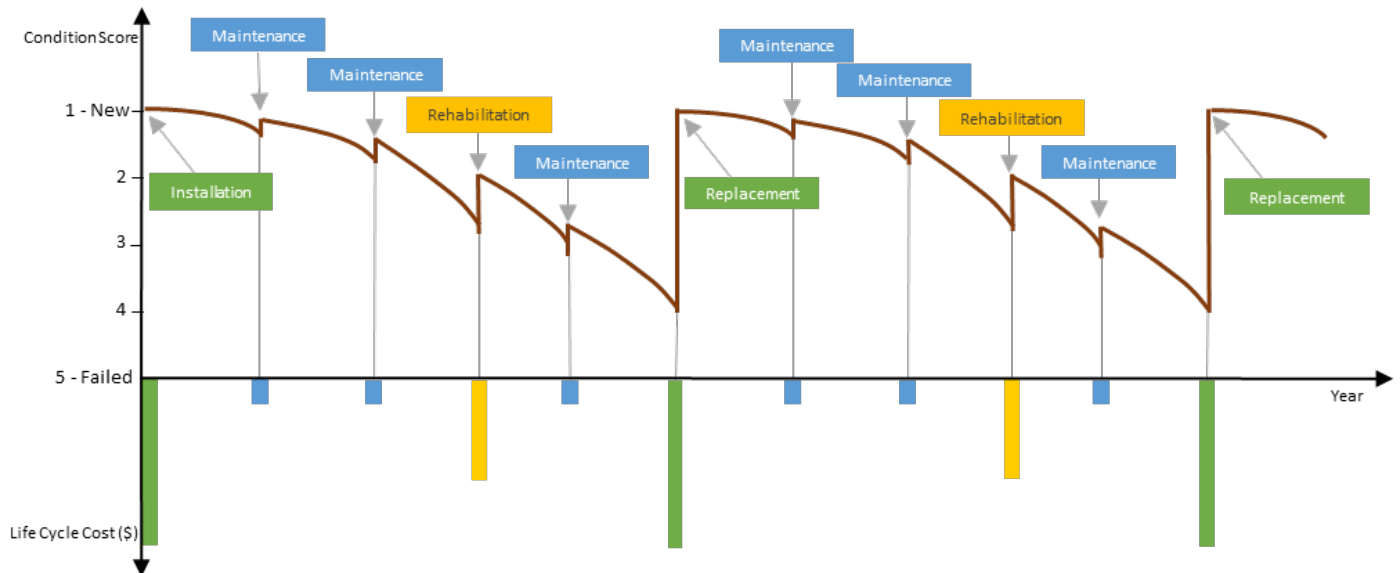 Condition Score
Maintenance
Maintenance
Maintenance
Maintenance
1 - New
Rehabilitation
Rehabilitation
Maintenance
Maintenance
2
Installation
Replacement
Replacement
3
4
5 - Failed
Year
Life Cycle Cost ($)